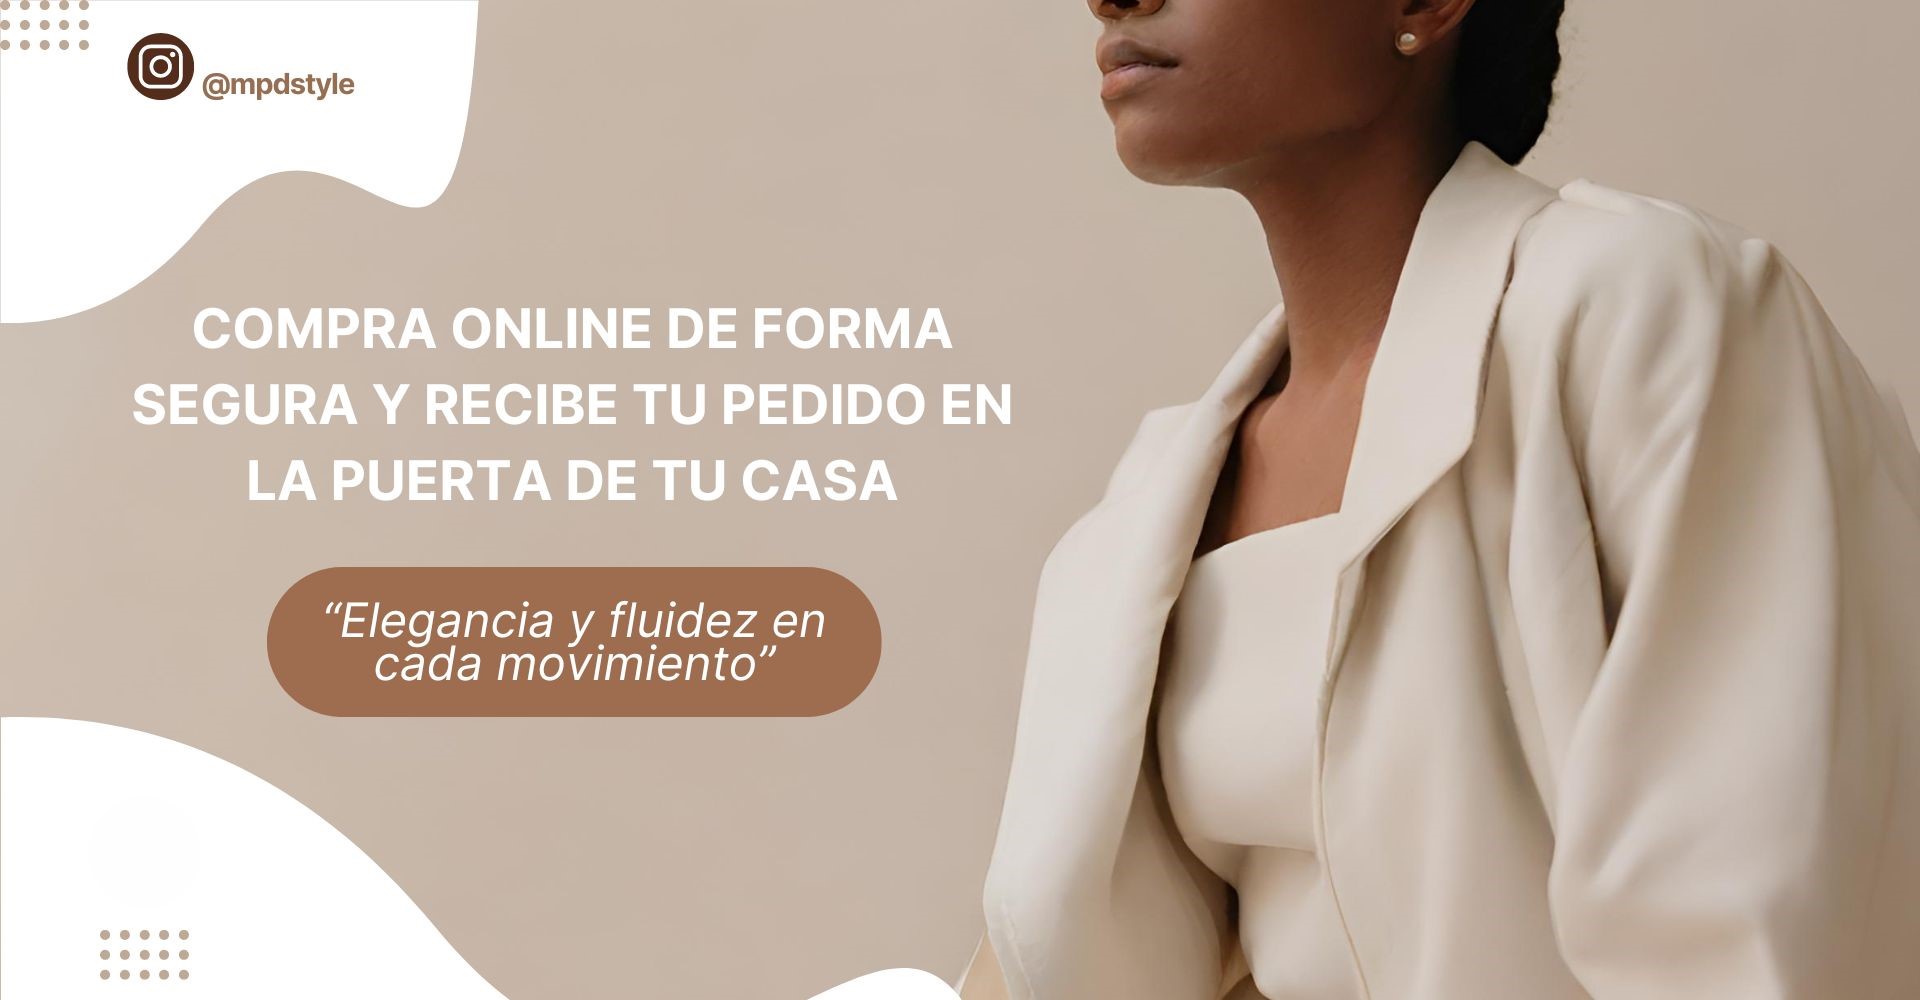 @mpdstyle
COMPRA ONLINE DE FORMA
SEGURA Y RECIBE TU PEDIDO EN
LA PUERTA DE TU CASA
“Elegancia y fluidez en
cada movimiento”